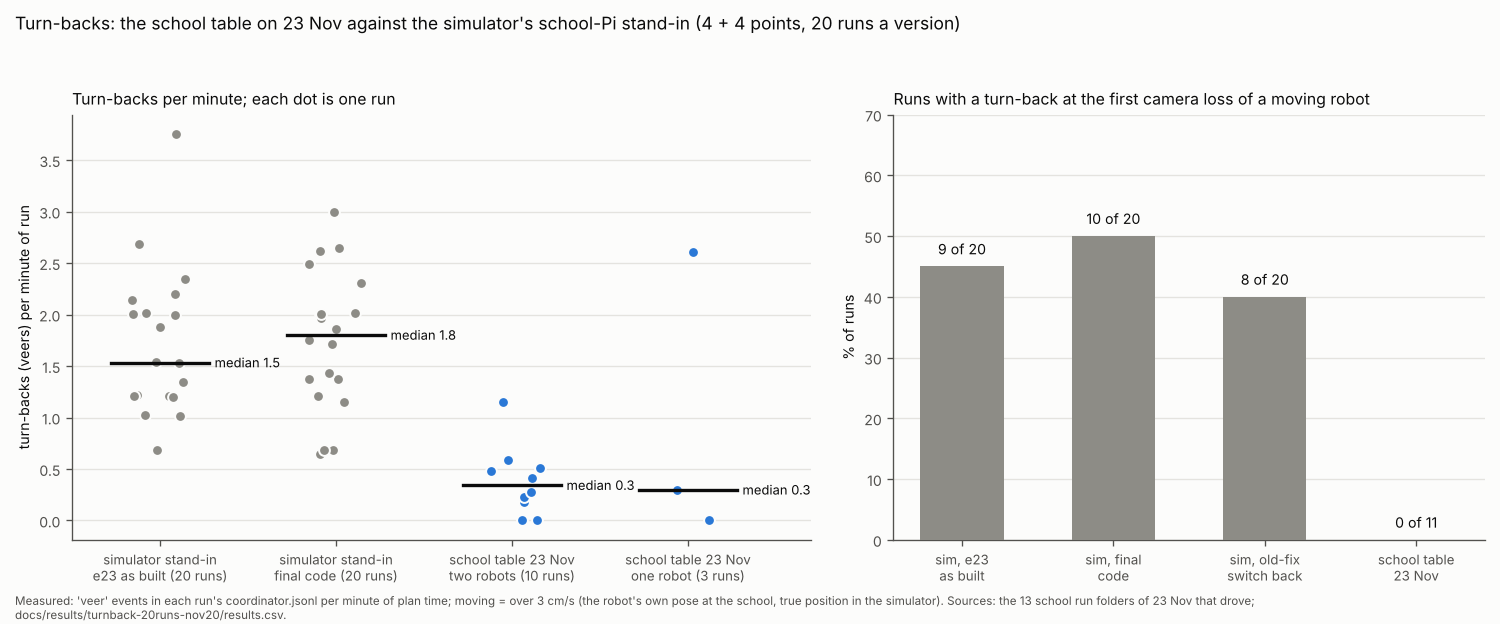 Turn-backs: the school table on 23 Nov against the simulator's school-Pi stand-in (4 + 4 points, 20 runs a version)
Turn-backs per minute; each dot is one run
turn-backs (veers) per minute of run
3.5
3.0
2.5
2.0
1.5
1.0
0.5
0.0
median 1.5
median 1.8
median 0.3
median 0.3
simulator stand-in
e23 as built (20 runs)
simulator stand-in
final code (20 runs)
school table 23 Nov
two robots (10 runs)
school table 23 Nov
one robot (3 runs)
Runs with a turn-back at the first camera loss of a moving robot
% of runs
70
60
50
40
30
20
10
0
9 of 20
10 of 20
8 of 20
0 of 11
sim, e23
as built
sim, final
code
sim, old-fix
switch back
school table
23 Nov
Measured: 'veer' events in each run's coordinator.jsonl per minute of plan time; moving = over 3 cm/s (the robot's own pose at the school, true position in the simulator). Sources: the 13 school run folders of 23 Nov that drove;
docs/results/turnback-20runs-nov20/results.csv.